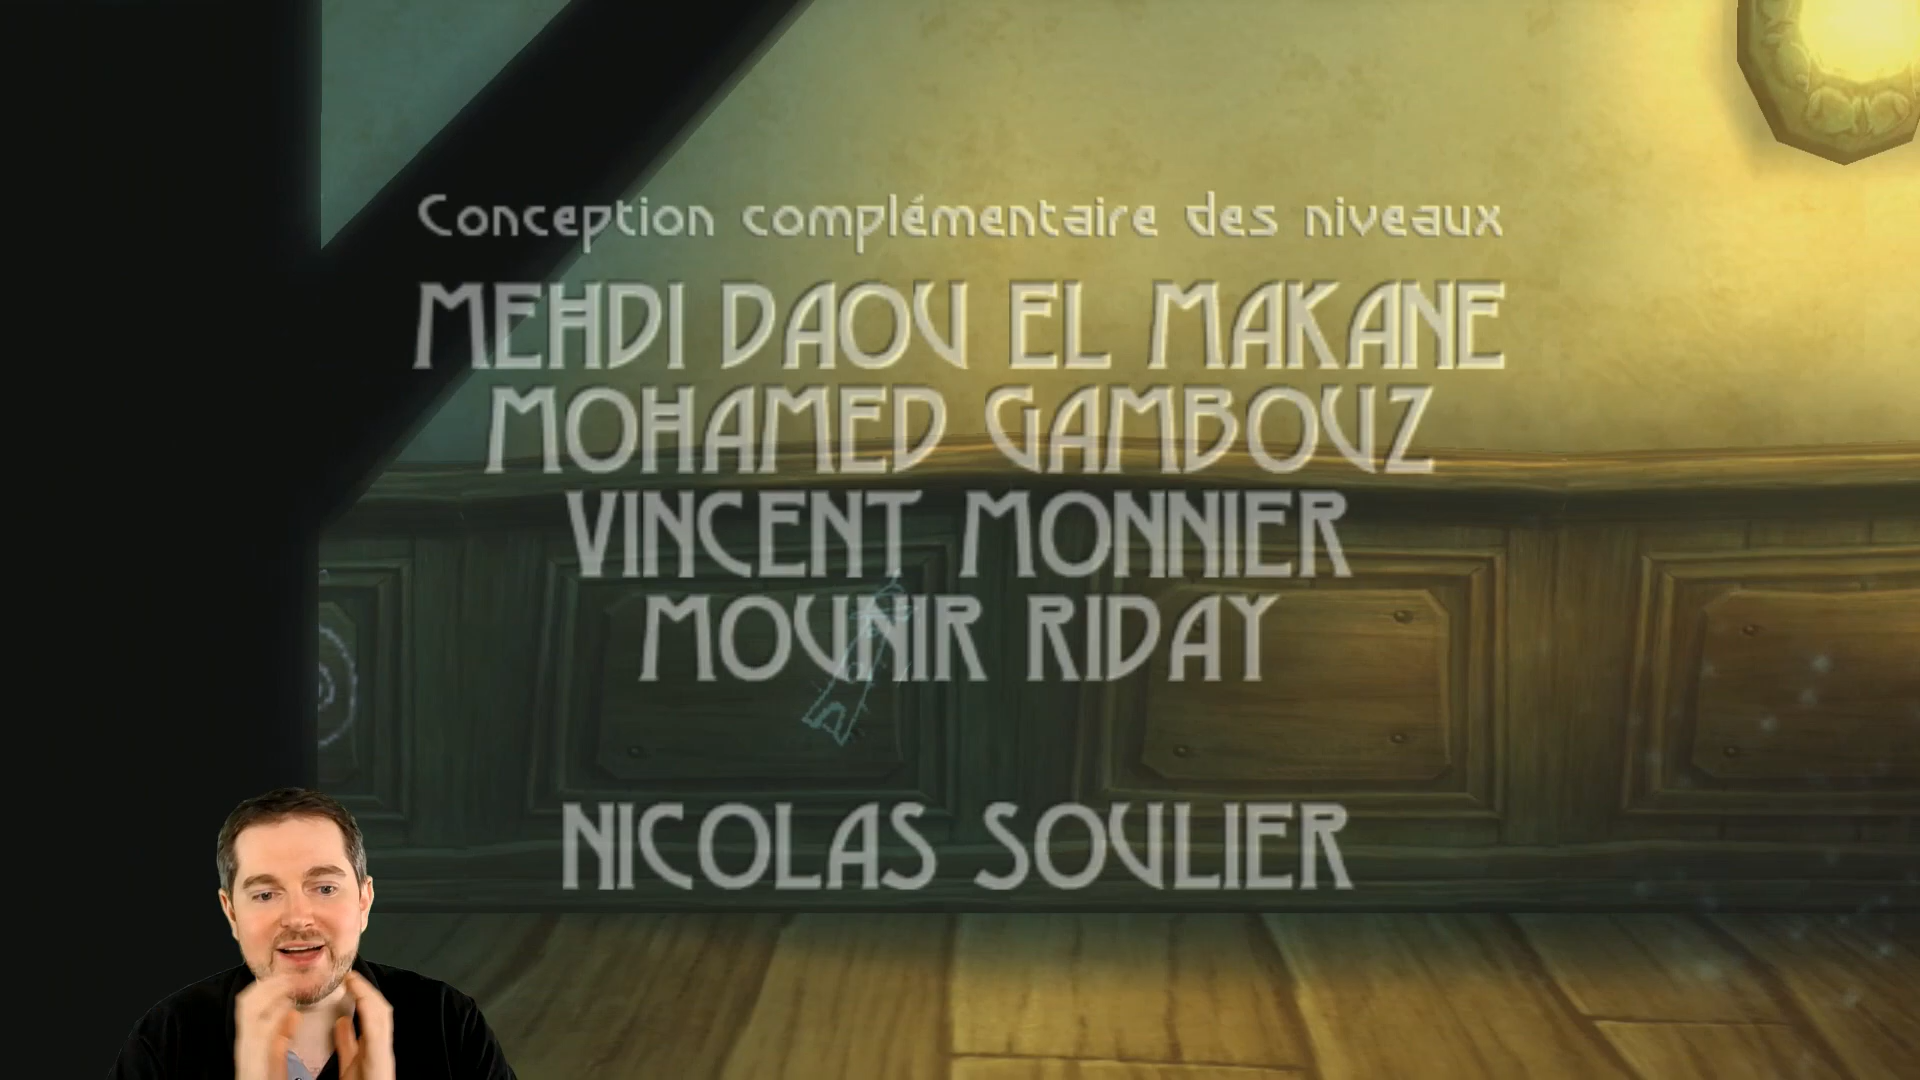 Conception complémentaire des niveaux
MEHDI DAOU EL MAKANE
MOHAMED GAMBOUZ
VINCENT MONNIER
MOUNIR RIDAY
NICOLAS SOULIER